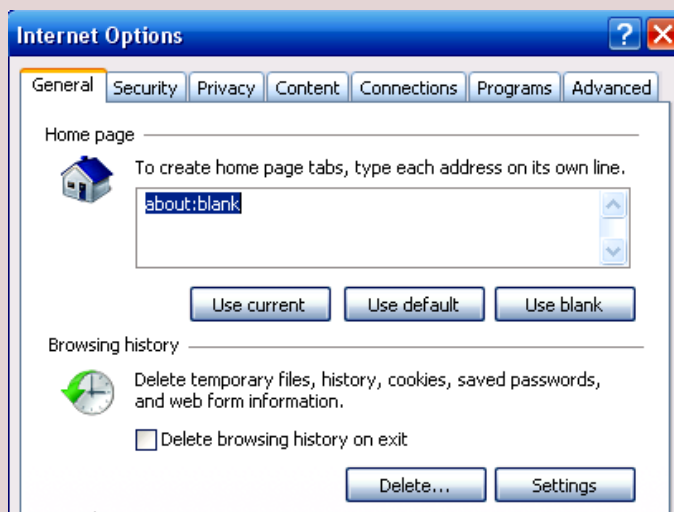 Internet Options
?
General Security Privacy Content Connections Programs Advanced
Home page
To create home page tabs, type each address on its own line.
about:blank
Use current Use default Use blank
Browsing history
Delete temporary files, history, cookies, saved passwords,
and web form information.
Delete browsing history on exit
Delete... Settings